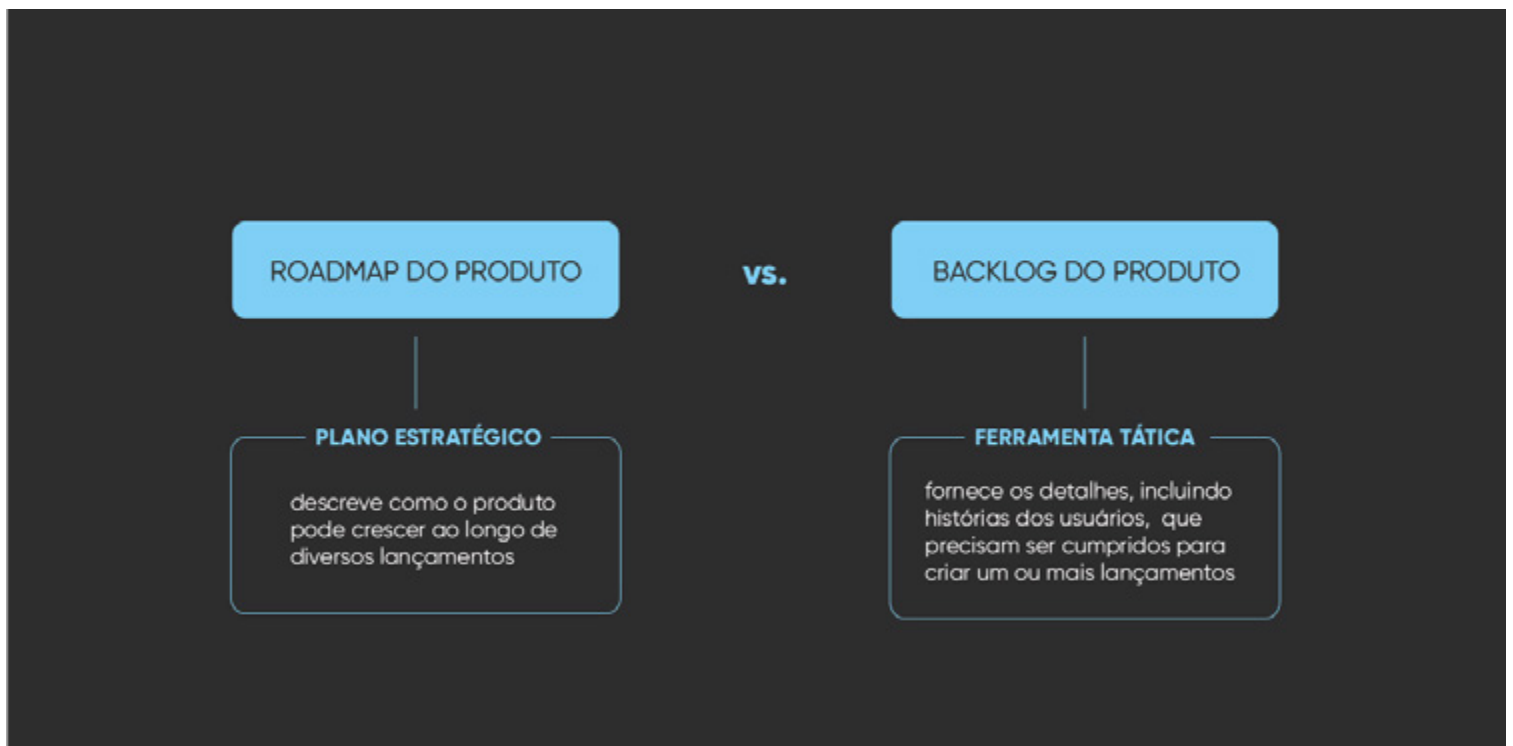 ROADMAP DO PRODUTO
vs.
BACKLOG DO PRODUTO
PLANO ESTRATÉGICO
descreve como o produto
pode crescer ao longo de
diversos lançamentos
FERRAMENTA TÁTICA
fornece os detalhes, incluindo
histórias dos usuários, que
precisam ser cumpridos para
criar um ou mais lançamentos